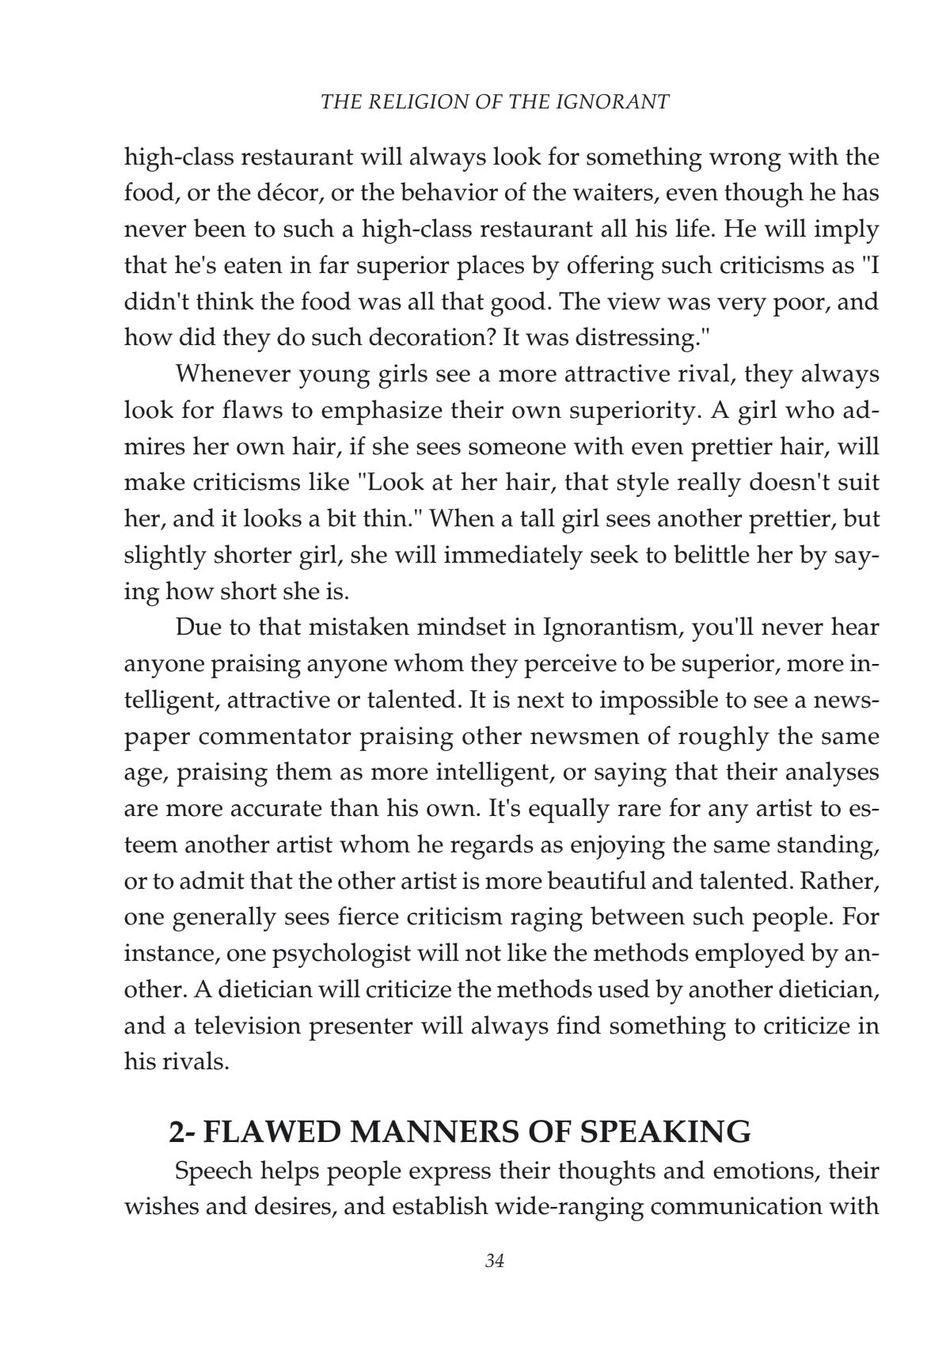 THE RELIGION OF THE IGNORANT
high-class restaurant will always look for something wrong with the
food, or the décor, or the behavior of the waiters, even though he has
never been to such a high-class restaurant all his life. He will imply
that he's eaten in far superior places by offering such criticisms as "I
didn't think the food was all that good. The view was very poor, and
how did they do such decoration? It was distressing."
Whenever young girls see a more attractive rival, they always
look for flaws to emphasize their own superiority. A girl who ad-
mires her own hair, if she sees someone with even prettier hair, will
make criticisms like "Look at her hair, that style really doesn't suit
her, and it looks a bit thin." When a tall girl sees another prettier, but
slightly shorter girl, she will immediately seek to belittle her by say-
ing how short she is.
Due to that mistaken mindset in Ignorantism, you'll never hear
anyone praising anyone whom they perceive to be superior, more in-
telligent, attractive or talented. It is next to impossible to see a news-
paper commentator praising other newsmen of roughly the same
age, praising them as more intelligent, or saying that their analyses
are more accurate than his own. It's equally rare for any artist to es-
teem another artist whom he regards as enjoying the same standing,
or to admit that the other artist is more beautiful and talented. Rather,
one generally sees fierce criticism raging between such people. For
instance, one psychologist will not like the methods employed by an-
other. A dietician will criticize the methods used by another dietician,
and a television presenter will always find something to criticize in
his rivals.
2- FLAWED MANNERS OF SPEAKING
Speech helps people express their thoughts and emotions, their
wishes and desires, and establish wide-ranging communication with
34